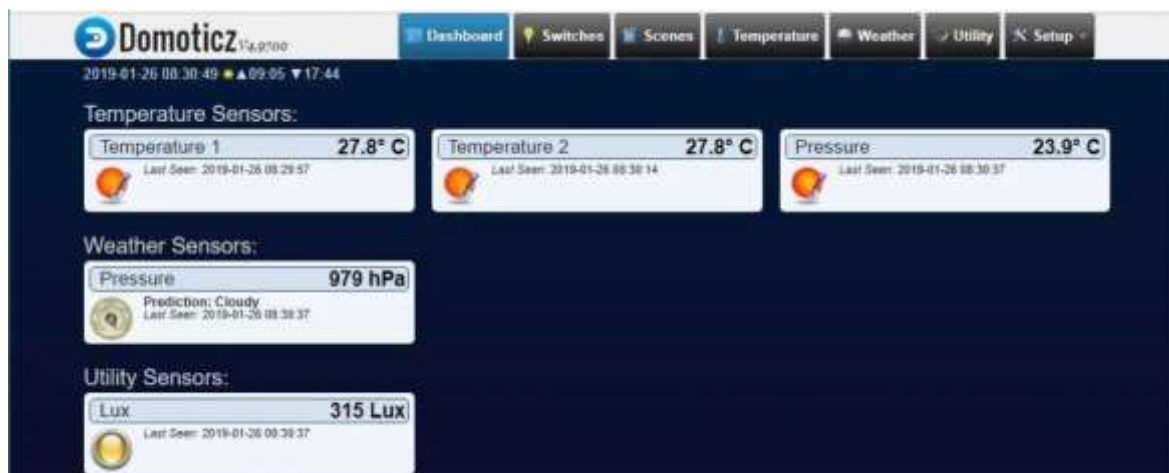 Domoticz V4.9700
Dashboard Switches Scenes Temperature Weather Utility Setup
2019-01-26 08:30:49 ▲09:05 ▼17:44
Temperature Sensors:
Temperature 1 27.8° C
Last Seen: 2019-01-26 08:29:57
Temperature 2 27.8° C
Last Seen: 2019-01-26 08:30:14
Pressure 23.9° C
Last Seen: 2019-01-26 08:30:37
Weather Sensors:
Pressure 979 hPa
Prediction: Cloudy
Last Seen: 2019-01-26 08:30:37
Utility Sensors:
Lux 315 Lux
Last Seen: 2019-01-26 08:30:37